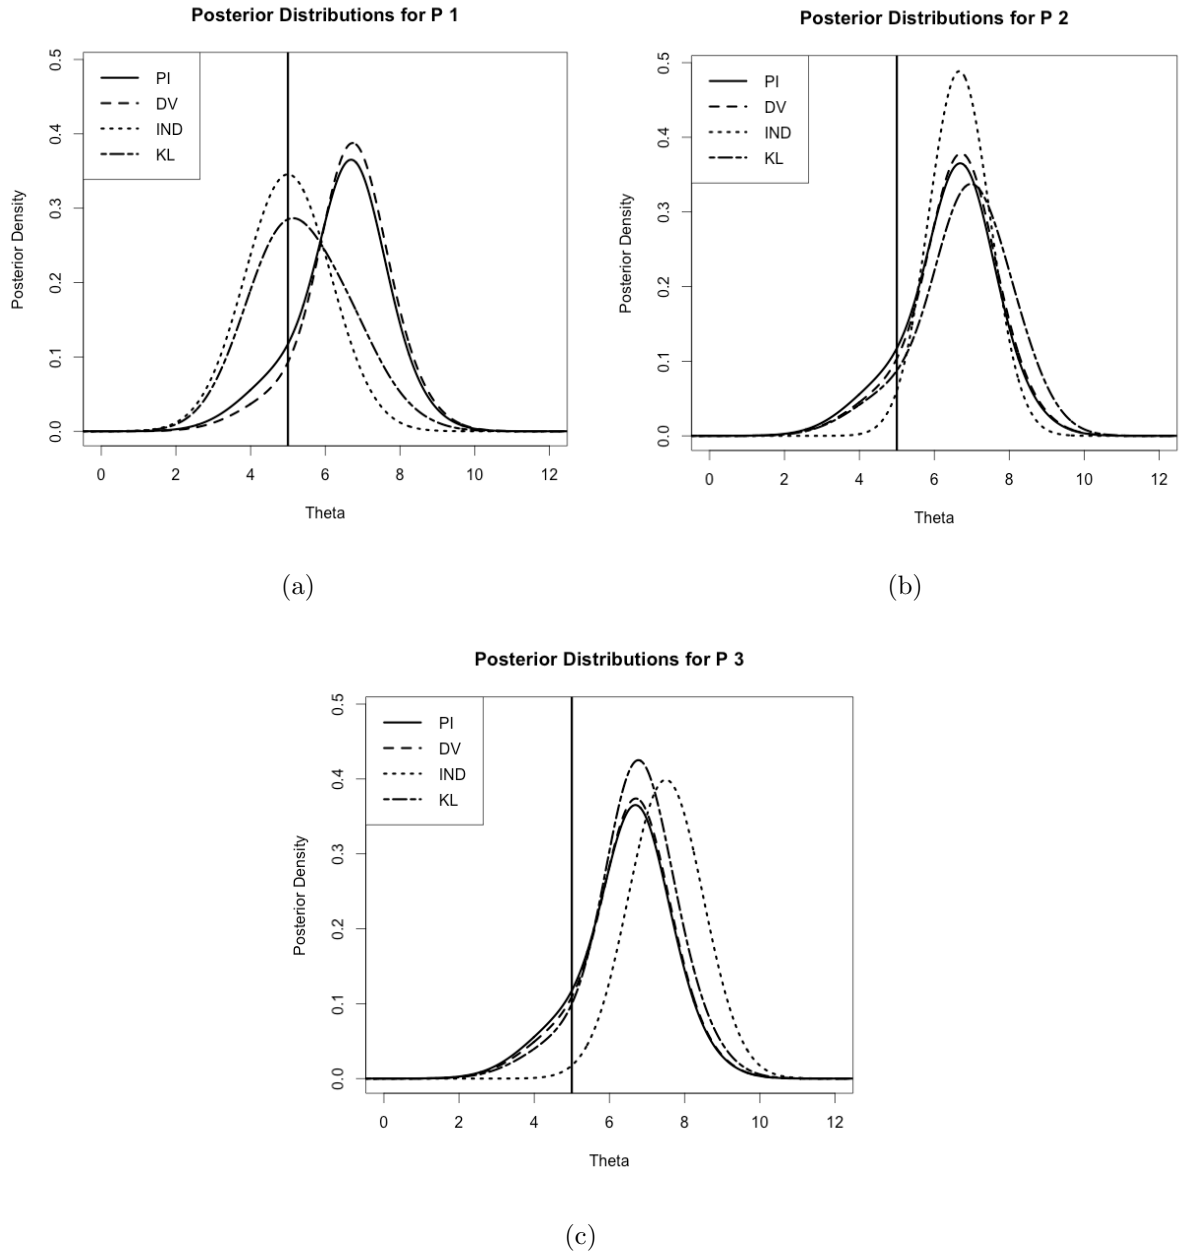 Posterior Distributions for P 1
0.5
0.4
0.3
0.2
0.1
0.0
Posterior Density
PI
DV
IND
KL
0 2 4 6 8 10 12
Theta
(a)
Posterior Distributions for P 2
0.5
0.4
0.3
0.2
0.1
0.0
Posterior Density
PI
DV
IND
KL
0 2 4 6 8 10 12
Theta
(b)
Posterior Distributions for P 3
0.5
0.4
0.3
0.2
0.1
0.0
Posterior Density
PI
DV
IND
KL
0 2 4 6 8 10 12
Theta
(c)